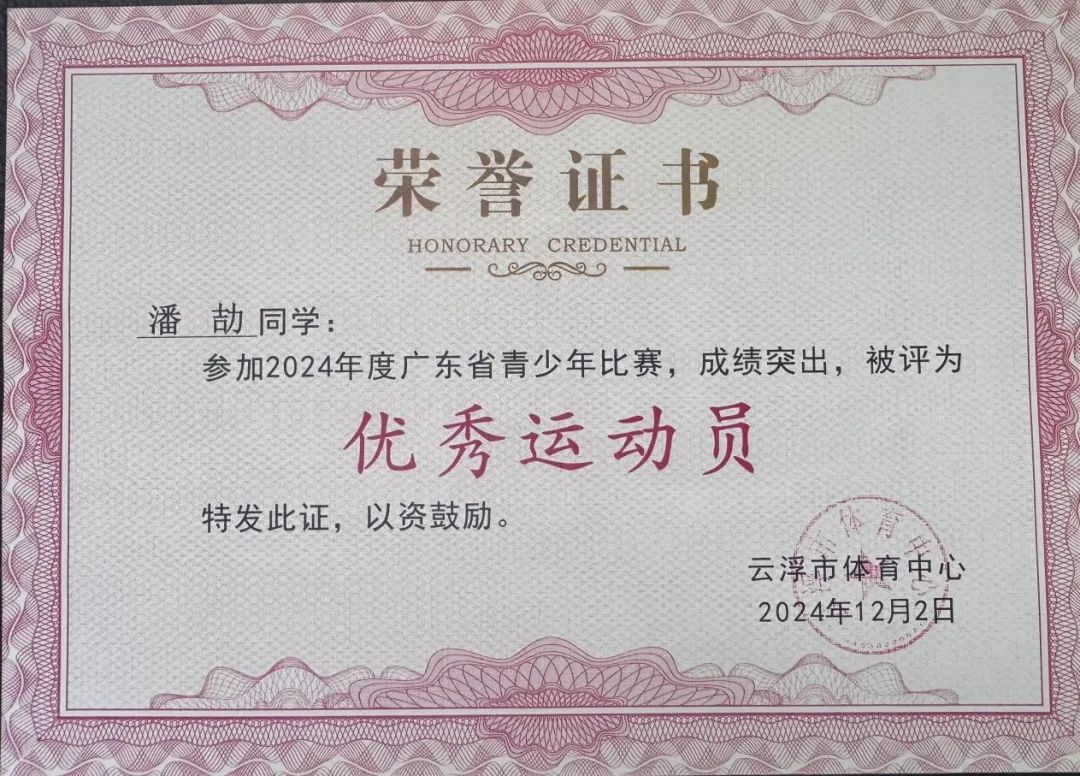 荣誉证书
HONORARY CREDENTIAL
潘 劼 同学：
参加2024年度广东省青少年比赛，成绩突出，被评为
优秀运动员
特发此证，以资鼓励。
云浮市体育中心
2024年12月2日